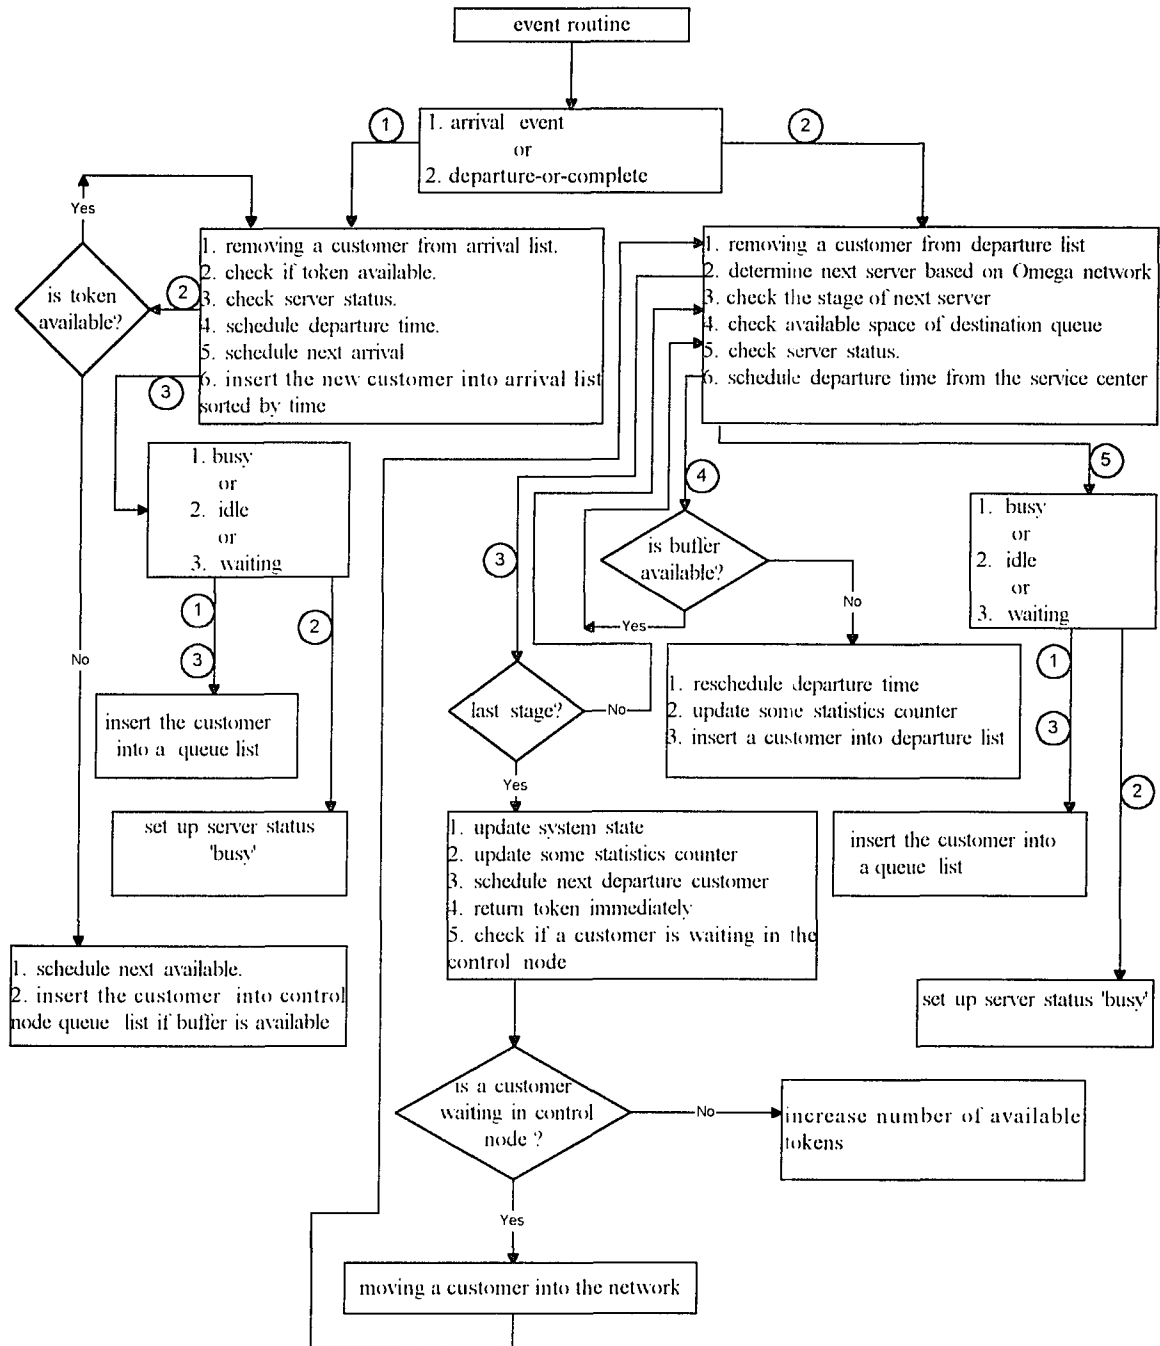 event routine
1
2
1. arrival event
or
2. departure-or-complete
Yes
is token
available?
2
3
No
1. removing a customer from arrival list.
2. check if token available.
3. check server status.
4. schedule departure time.
5. schedule next arrival
6. insert the new customer into arrival list
sorted by time
1. removing a customer from departure list
2. determine next server based on Omega network
3. check the stage of next server
4. check available space of destination queue
5. check server status.
6. schedule departure time from the service center
1. busy
or
2. idle
or
3. waiting
1
3
2
insert the customer
into a queue list
set up server status
'busy'
1. schedule next available.
2. insert the customer into control
node queue list if buffer is available
3
4
5
is buffer
available?
Yes
No
1. reschedule departure time
2. update some statistics counter
3. insert a customer into departure list
last stage?
No
Yes
1. busy
or
2. idle
or
3. waiting
1
3
2
insert the customer into
a queue list
set up server status 'busy'
1. update system state
2. update some statistics counter
3. schedule next departure customer
4. return token immediately
5. check if a customer is waiting in the
control node
is a customer
waiting in control
node ?
No
increase number of available
tokens
Yes
moving a customer into the network